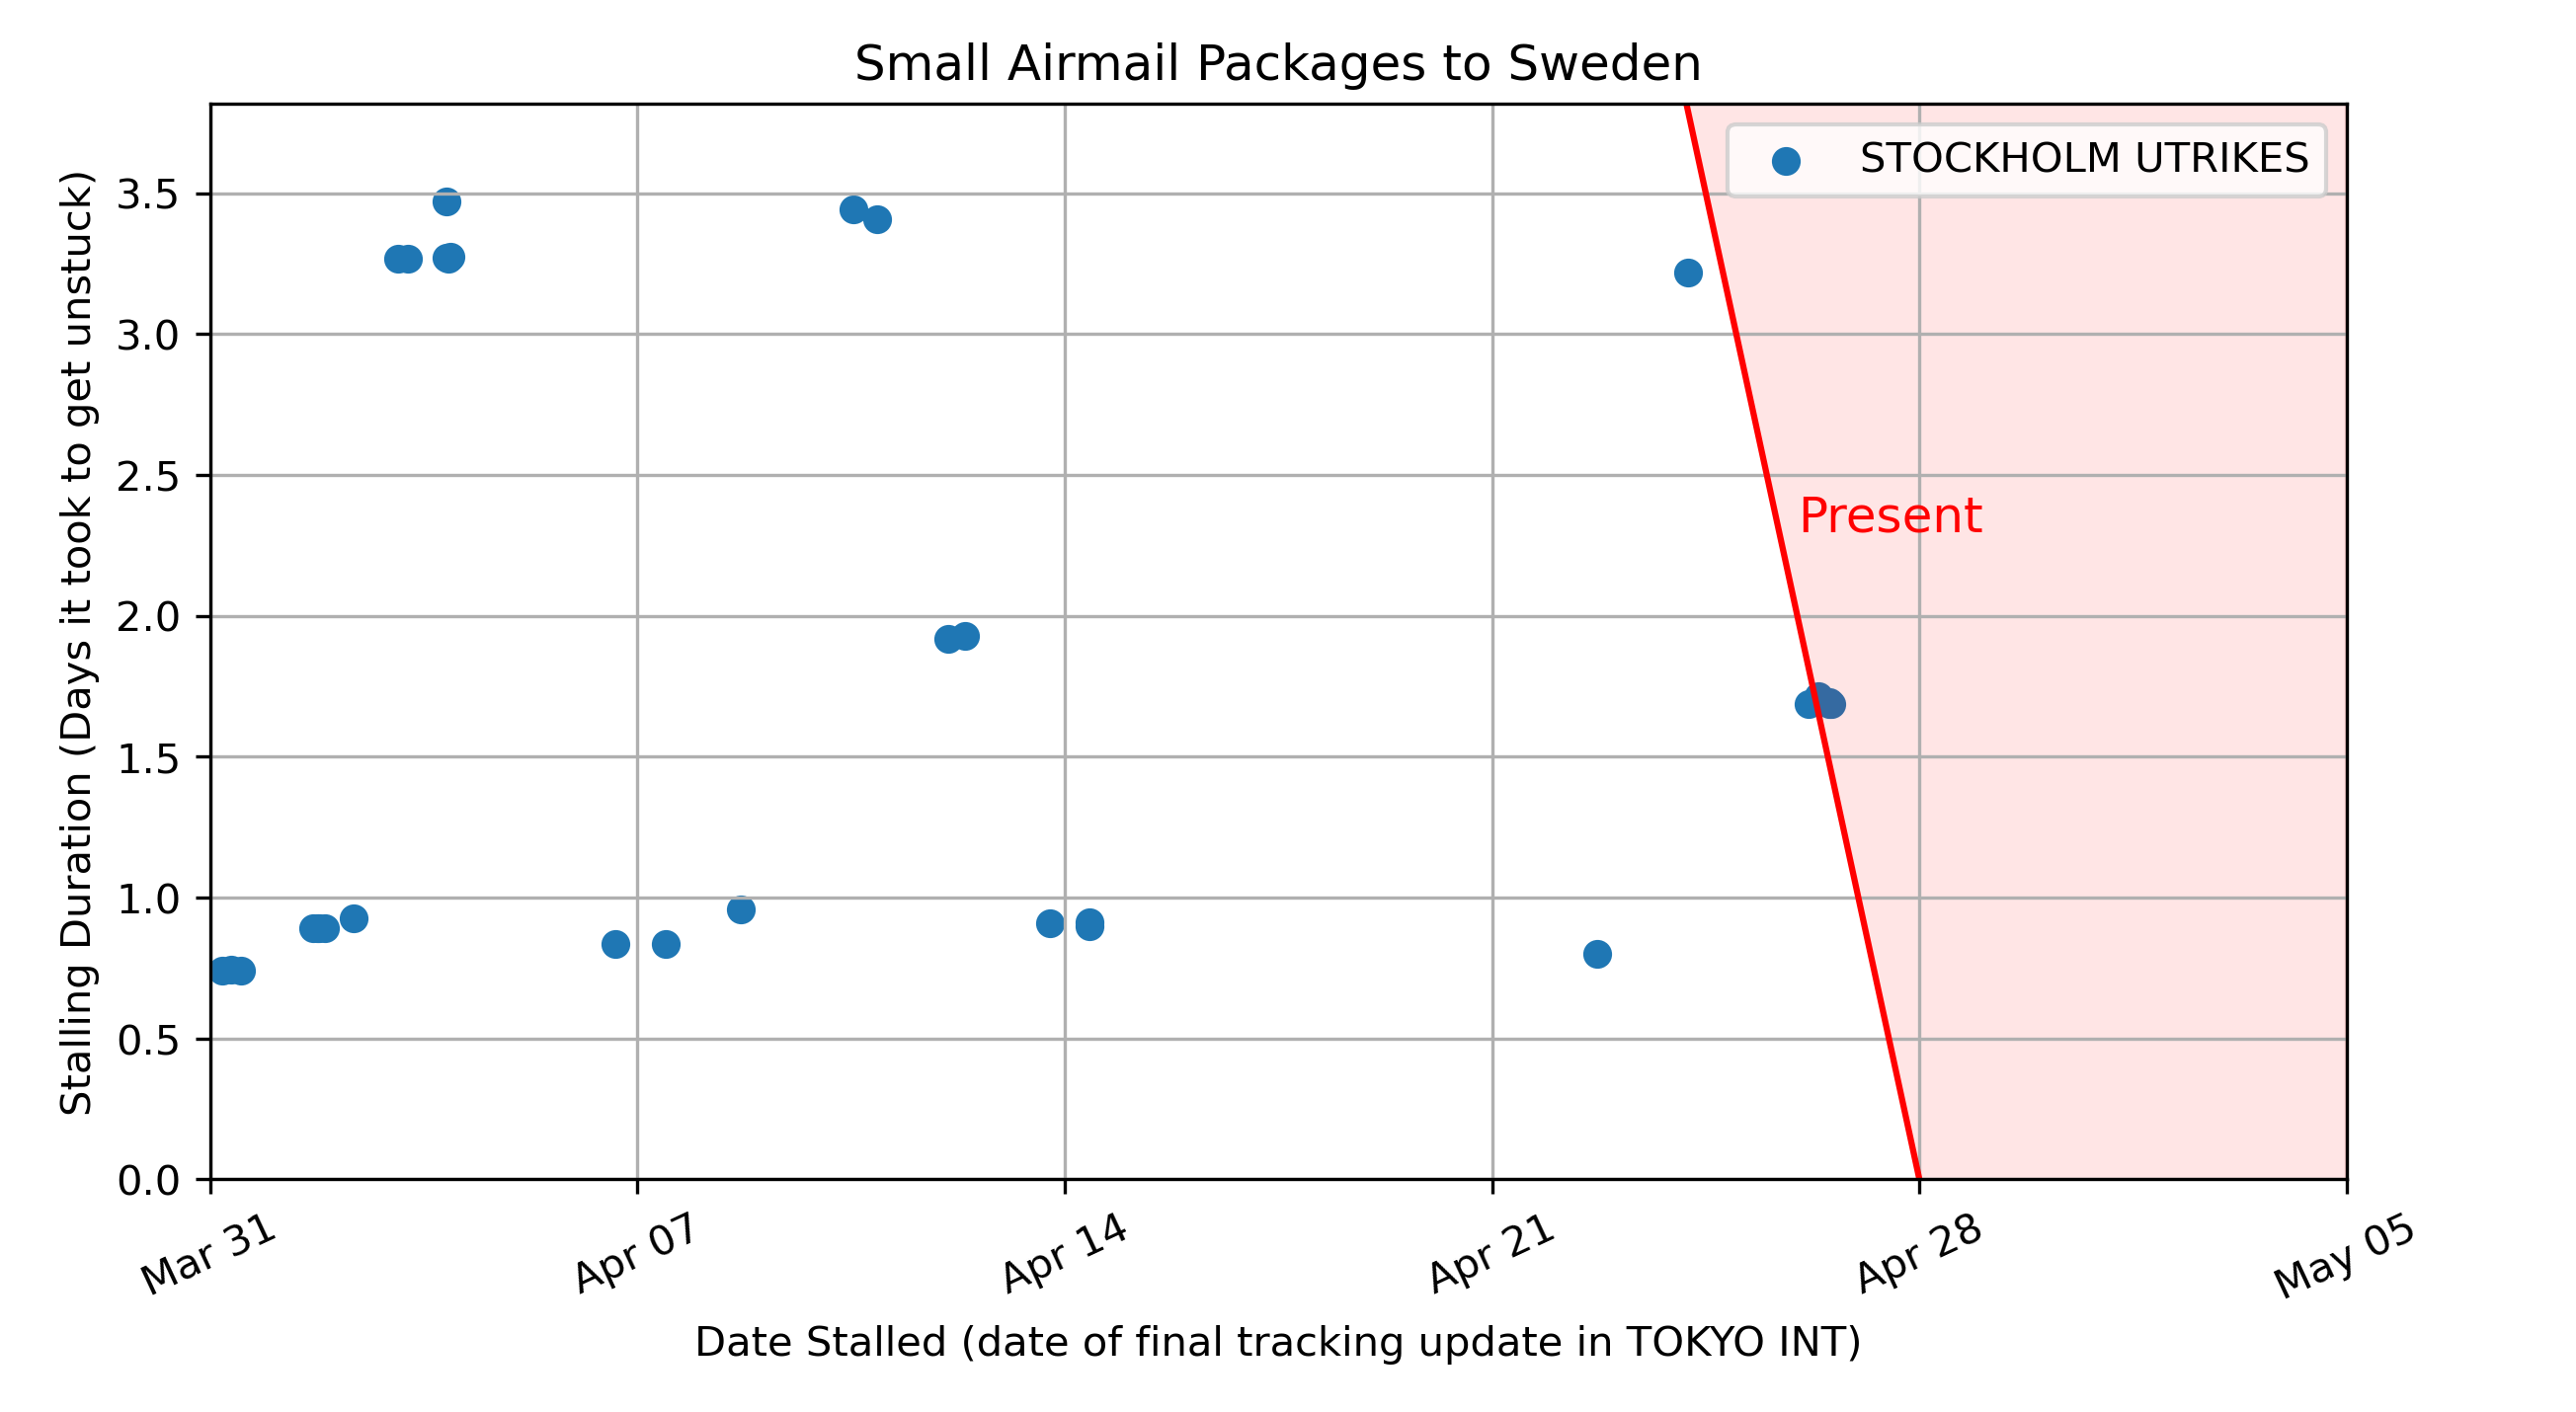 Small Airmail Packages to Sweden
STOCKHOLM UTRIKES
Present
Stalling Duration (Days it took to get unstuck)
3.5
3.0
2.5
2.0
1.5
1.0
0.5
0.0
Mar 31
Apr 07
Apr 14
Apr 21
Apr 28
May 05
Date Stalled (date of final tracking update in TOKYO INT)